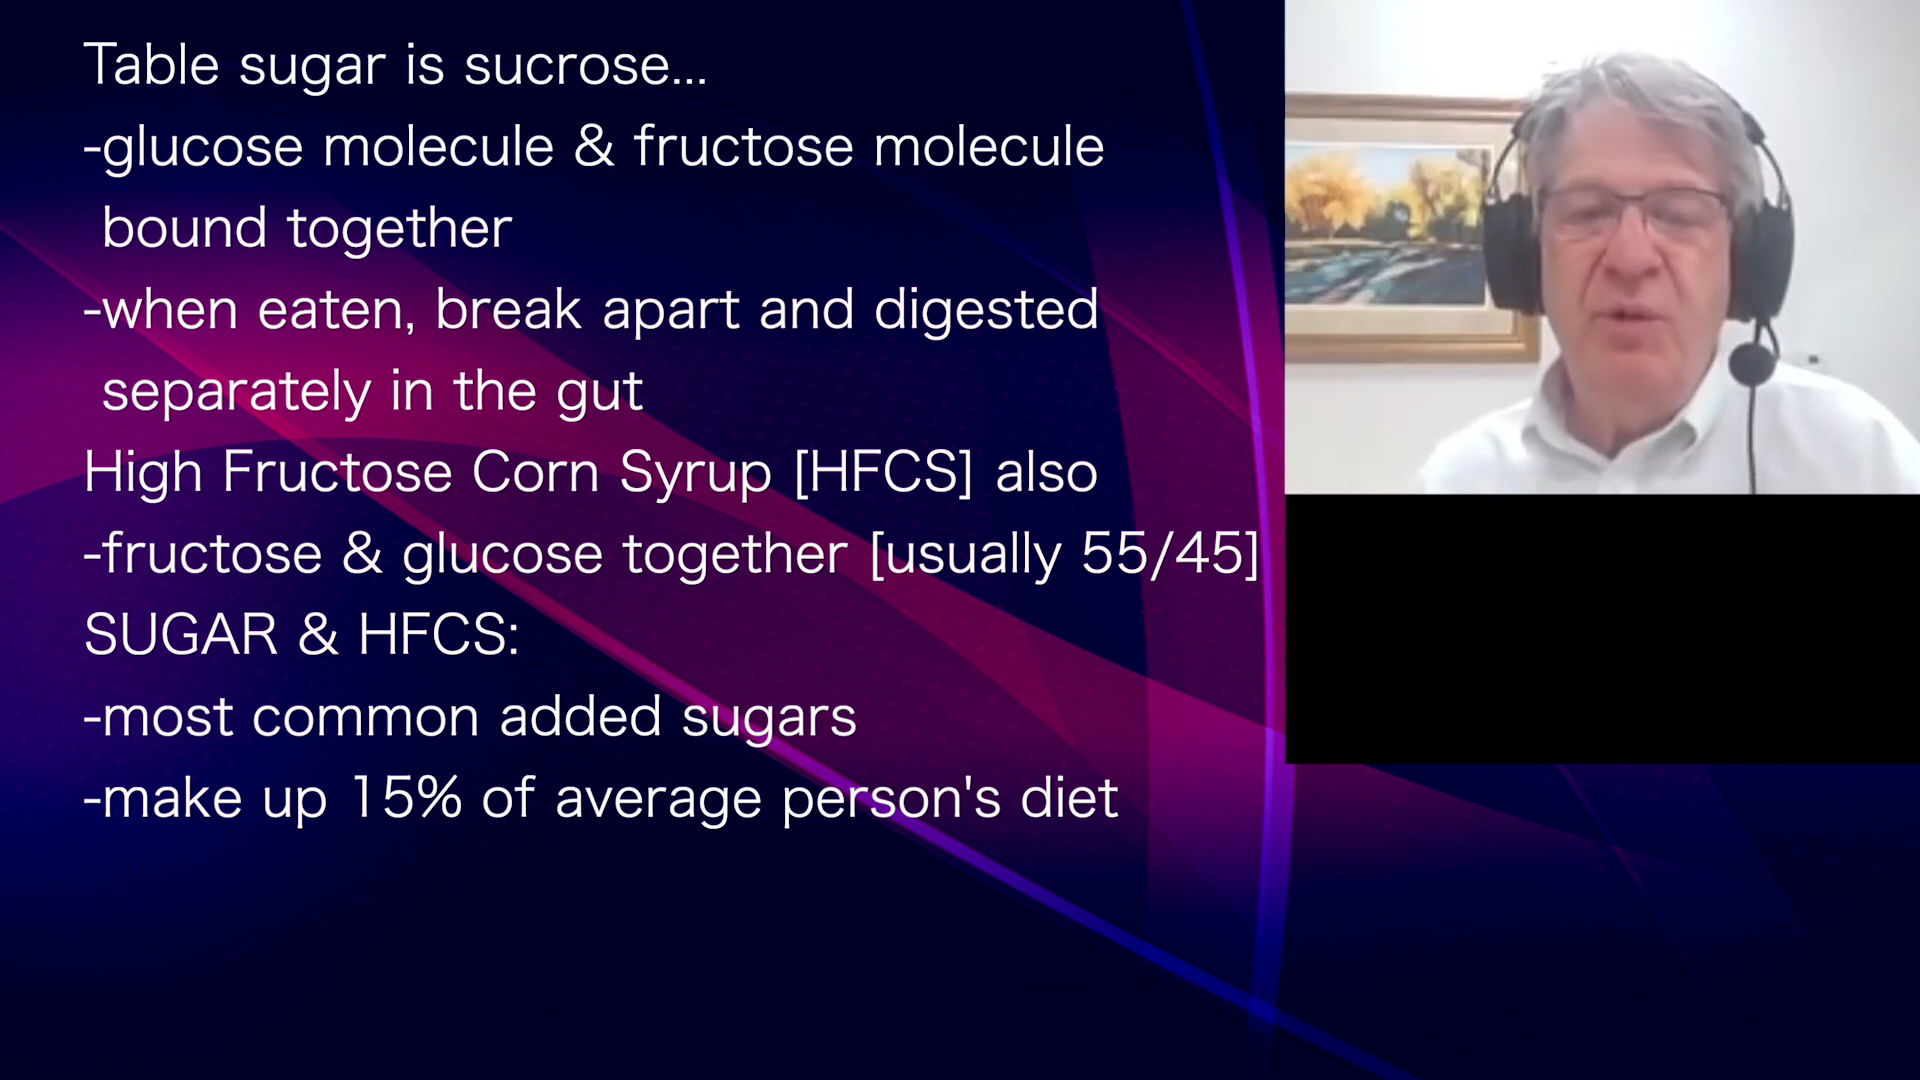 Table sugar is sucrose...
-glucose molecule & fructose molecule
bound together
-when eaten, break apart and digested
separately in the gut
High Fructose Corn Syrup [HFCS] also
-fructose & glucose together [usually 55/45]
SUGAR & HFCS:
-most common added sugars
-make up 15% of average person's diet